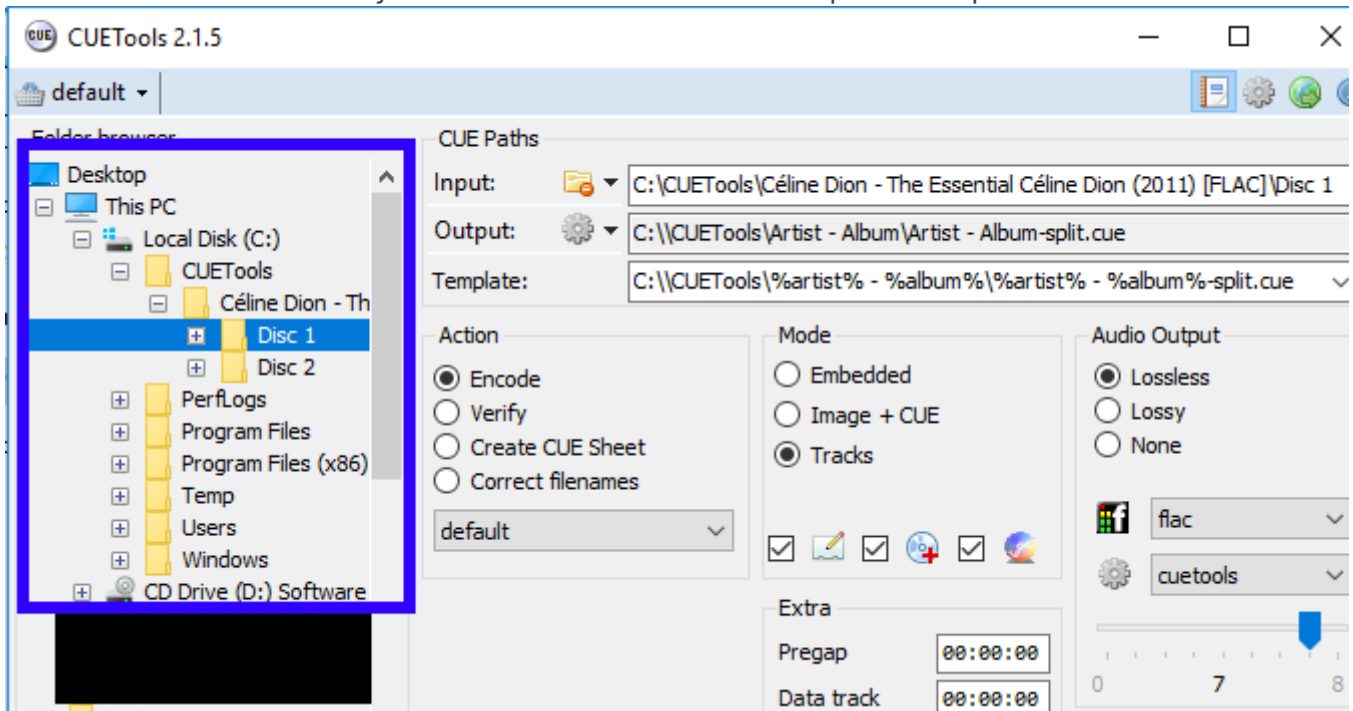 CUE CUETools 2.1.5
default
Folder browser
Desktop
This PC
Local Disk (C:)
CUETools
Céline Dion - Th
Disc 1
Disc 2
PerfLogs
Program Files
Program Files (x86)
Temp
Users
Windows
CD Drive (D:) Software
CUE Paths
Input: C:\CUETools\Céline Dion - The Essential Céline Dion (2011) [FLAC]\Disc 1
Output: C:\\CUETools\Artist - Album\Artist - Album-split.cue
Template: C:\\CUETools\%artist% - %album%\%artist% - %album%-split.cue
Action
Encode
Verify
Create CUE Sheet
Correct filenames
default
Mode
Embedded
Image + CUE
Tracks
Extra
Pregap 00:00:00
Data track 00:00:00
Audio Output
Lossless
Lossy
None
flac
cuetools
0 7 8